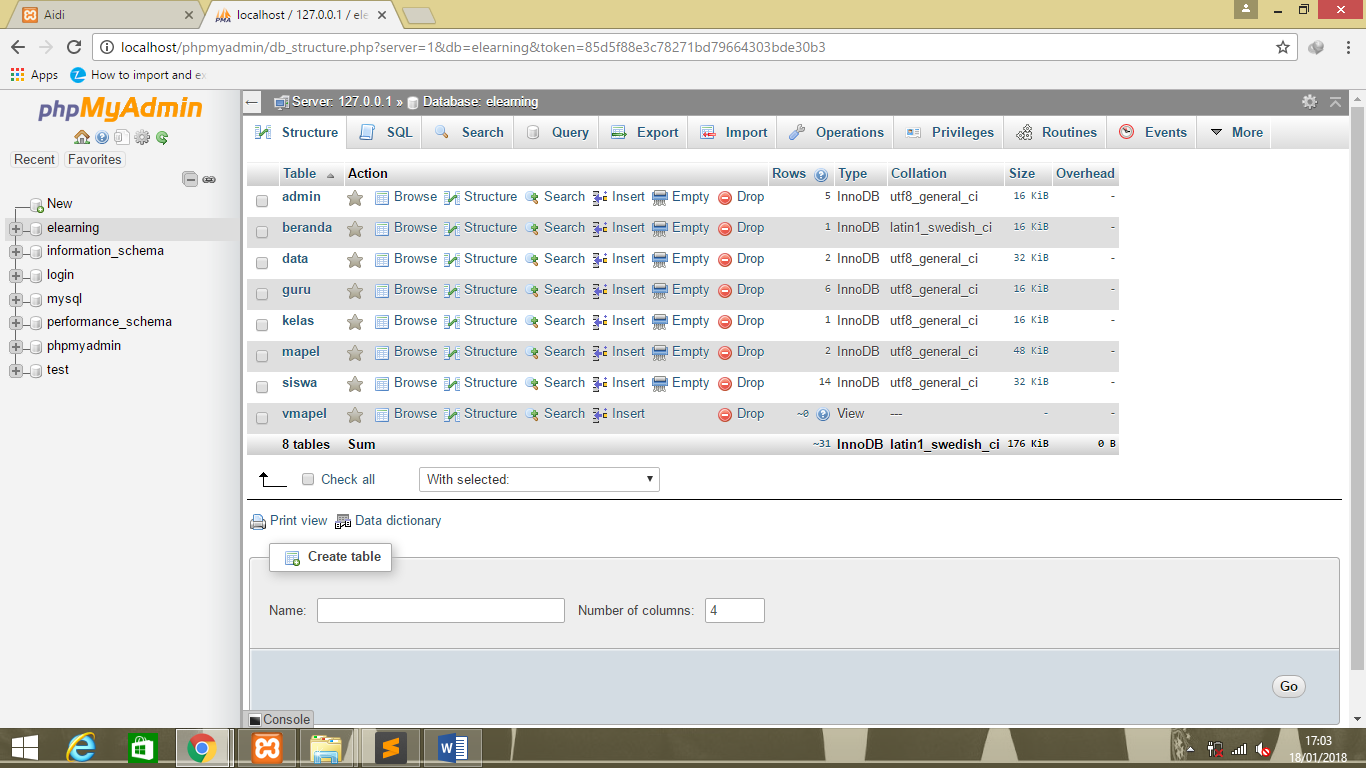 Aidi
localhost / 127.0.0.1 / ele
localhost/phpmyadmin/db_structure.php?server=1&db=elearning&token=85d5f88e3c78271bd79664303bde30b3
Apps How to import and ex
phpMyAdmin
Recent Favorites
New
elearning
information_schema
login
mysql
performance_schema
phpmyadmin
test
Server: 127.0.0.1 » Database: elearning
Structure SQL Search Query Export Import Operations Privileges Routines Events More
Table Action Rows Type Collation Size Overhead
admin Browse Structure Search Insert Empty Drop 5 InnoDB utf8_general_ci 16 KiB -
beranda Browse Structure Search Insert Empty Drop 1 InnoDB latin1_swedish_ci 16 KiB -
data Browse Structure Search Insert Empty Drop 2 InnoDB utf8_general_ci 32 KiB -
guru Browse Structure Search Insert Empty Drop 6 InnoDB utf8_general_ci 16 KiB -
kelas Browse Structure Search Insert Empty Drop 1 InnoDB utf8_general_ci 16 KiB -
mapel Browse Structure Search Insert Empty Drop 2 InnoDB utf8_general_ci 48 KiB -
siswa Browse Structure Search Insert Empty Drop 14 InnoDB utf8_general_ci 32 KiB -
vmapel Browse Structure Search Insert Drop ~0 View --- - -
8 tables Sum ~31 InnoDB latin1_swedish_ci 176 KiB 0 B
Check all With selected:
Print view Data dictionary
Create table
Name: Number of columns: 4
Go
Console
17:03
18/01/2018